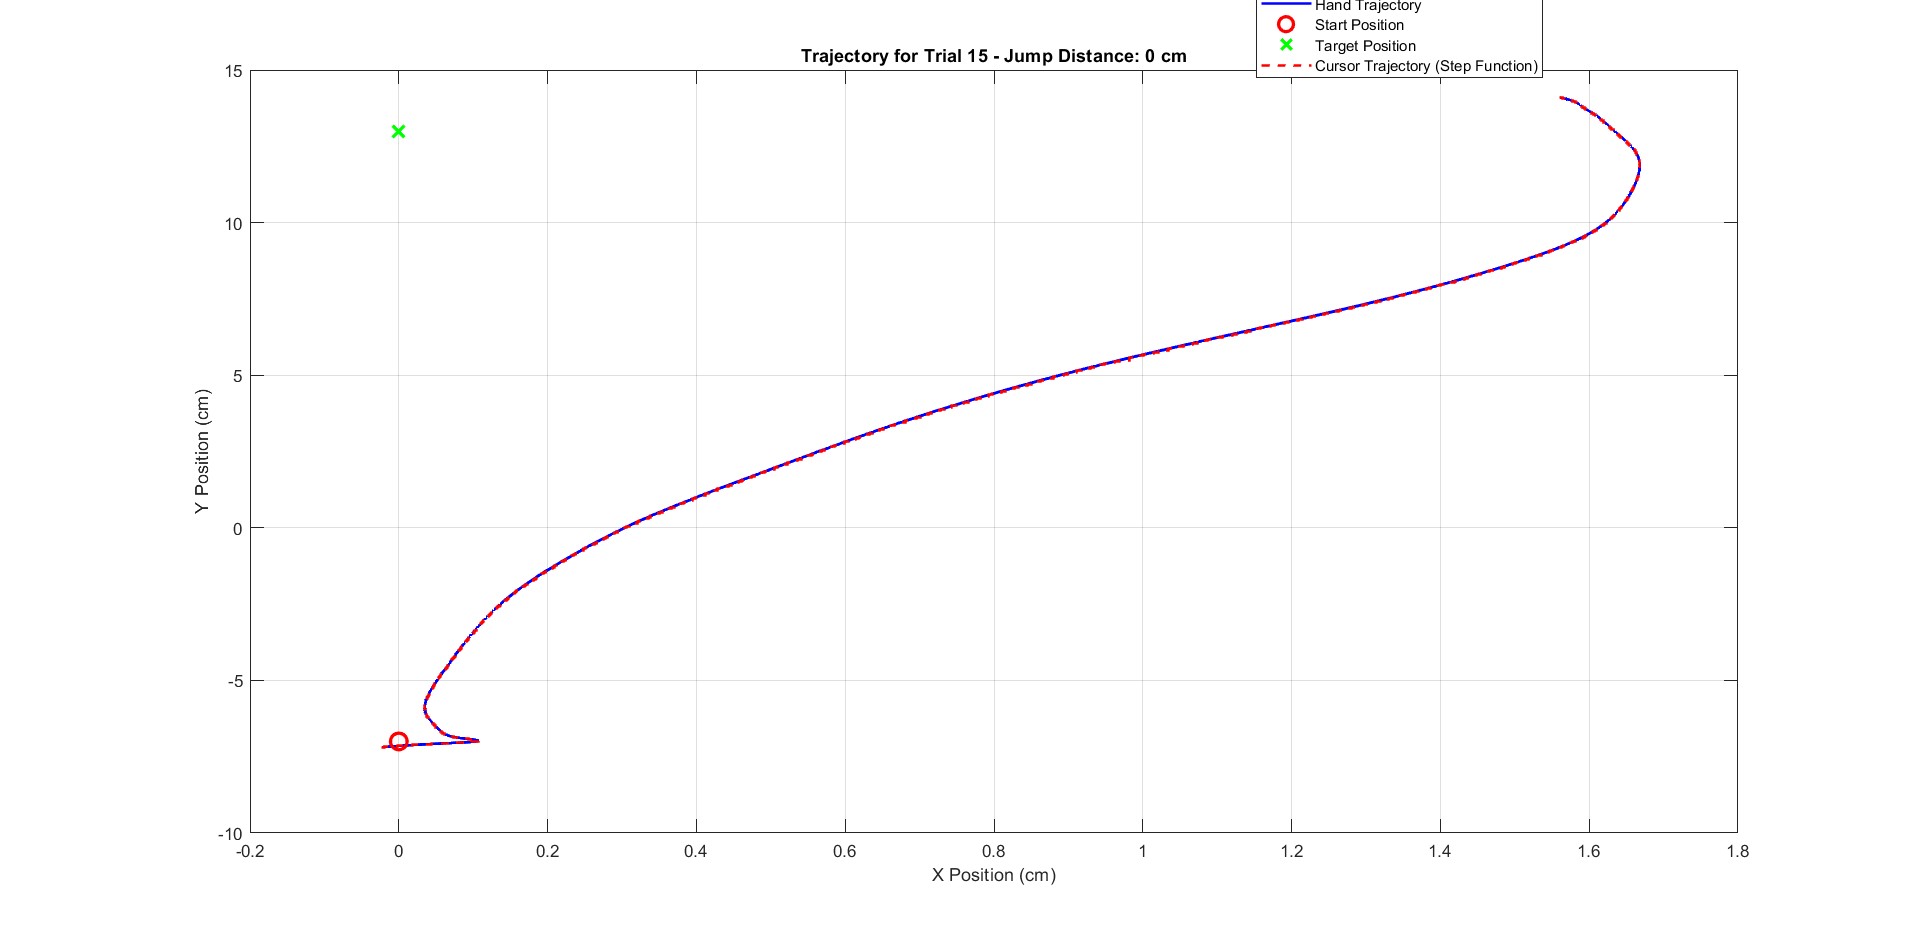 Hand Trajectory
Start Position
Target Position
Cursor Trajectory (Step Function)
Trajectory for Trial 15 - Jump Distance: 0 cm
15
10
5
0
-5
-10
Y Position (cm)
-0.2 0 0.2 0.4 0.6 0.8 1 1.2 1.4 1.6 1.8
X Position (cm)